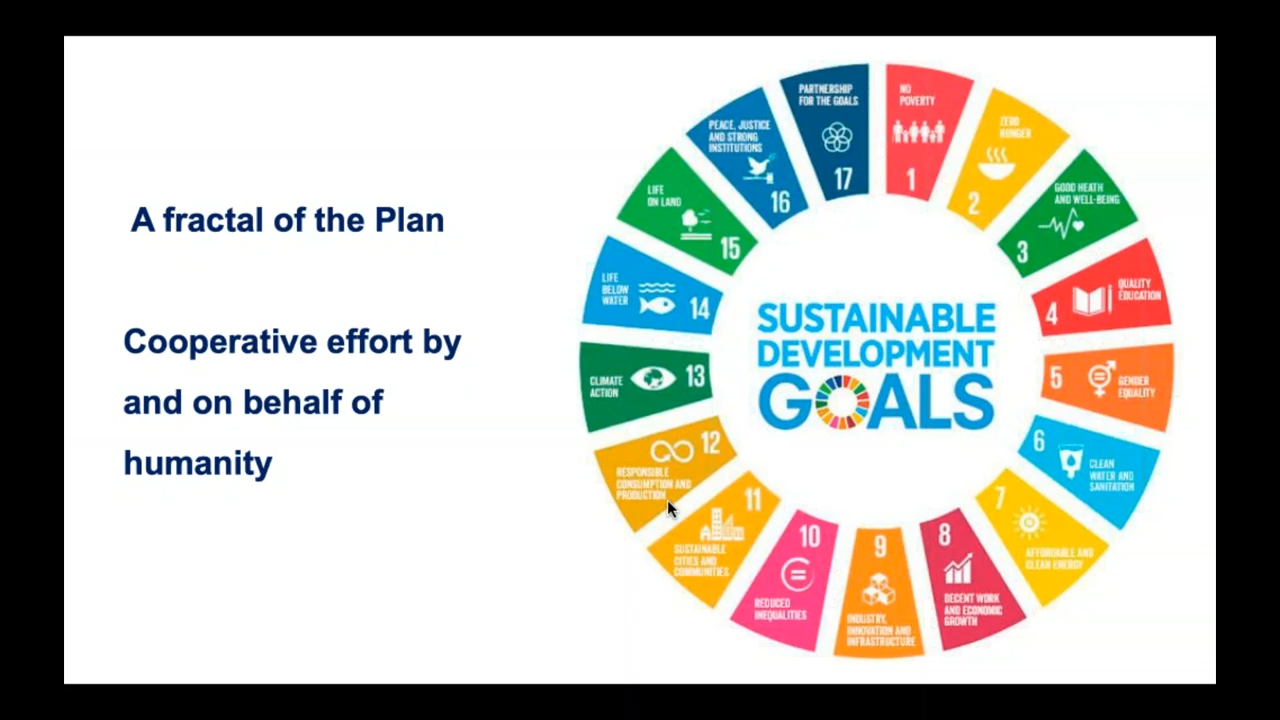 A fractal of the Plan
Cooperative effort by
and on behalf of
humanity
SUSTAINABLE
DEVELOPMENT
GOALS
NO
POVERTY
1
ZERO
HUNGER
2
GOOD HEATH
AND WELL-BEING
3
QUALITY
EDUCATION
4
GENDER
EQUALITY
5
CLEAN
WATER AND
SANITATION
6
AFFORDABLE AND
CLEAN ENERGY
7
DECENT WORK
AND ECONOMIC
GROWTH
8
INDUSTRY,
INNOVATION AND
INFRASTRUCTURE
9
REDUCED
INEQUALITIES
10
SUSTAINABLE
CITIES AND
COMMUNITIES
11
RESPONSIBLE
CONSUMPTION AND
PRODUCTION
12
CLIMATE
ACTION
13
LIFE
BELOW
WATER
14
LIFE
ON LAND
15
PEACE, JUSTICE
AND STRONG
INSTITUTIONS
16
PARTNERSHIP
FOR THE GOALS
17